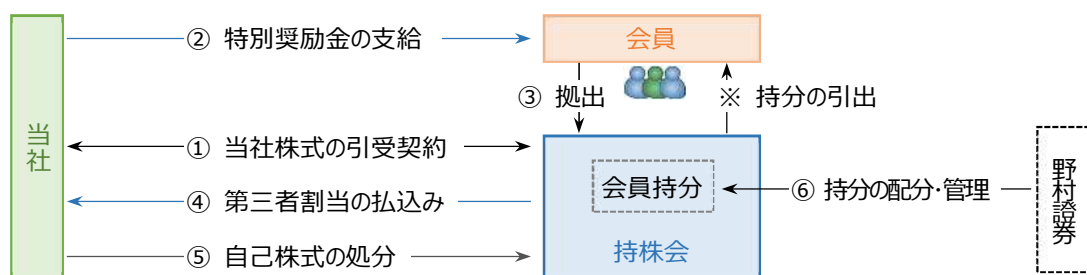 ② 特別奨励金の支給
会員
③ 拠出
※ 持分の引出
当社
① 当社株式の引受契約
会員持分
⑥ 持分の配分・管理
野村證券
④ 第三者割当の払込み
持株会
⑤ 自己株式の処分